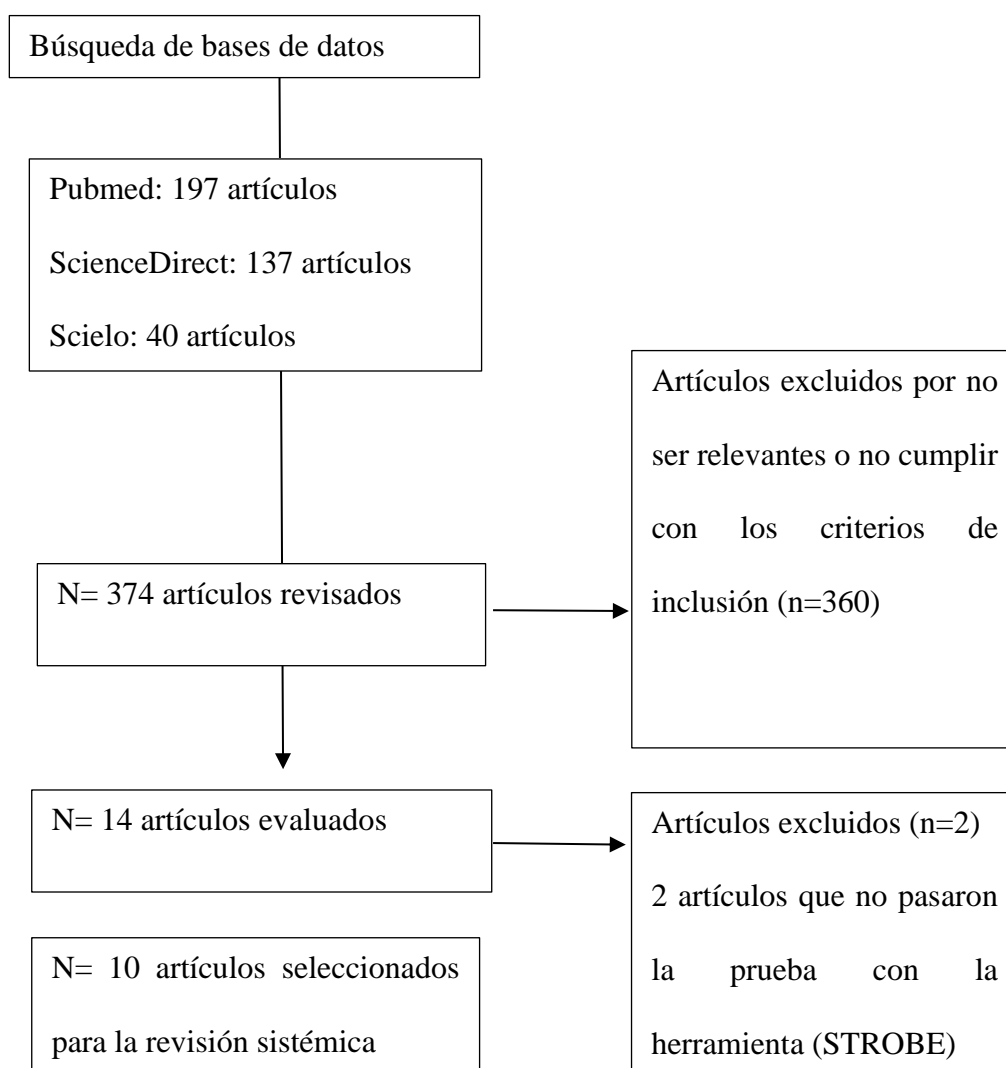 Búsqueda de bases de datos
Pubmed: 197 artículos
ScienceDirect: 137 artículos
Scielo: 40 artículos
N= 374 artículos revisados
Artículos excluidos por no
ser relevantes o no cumplir
con los criterios de
inclusión (n=360)
N= 14 artículos evaluados
Artículos excluidos (n=2)
2 artículos que no pasaron
la prueba con la
herramienta (STROBE)
N= 10 artículos seleccionados
para la revisión sistémica